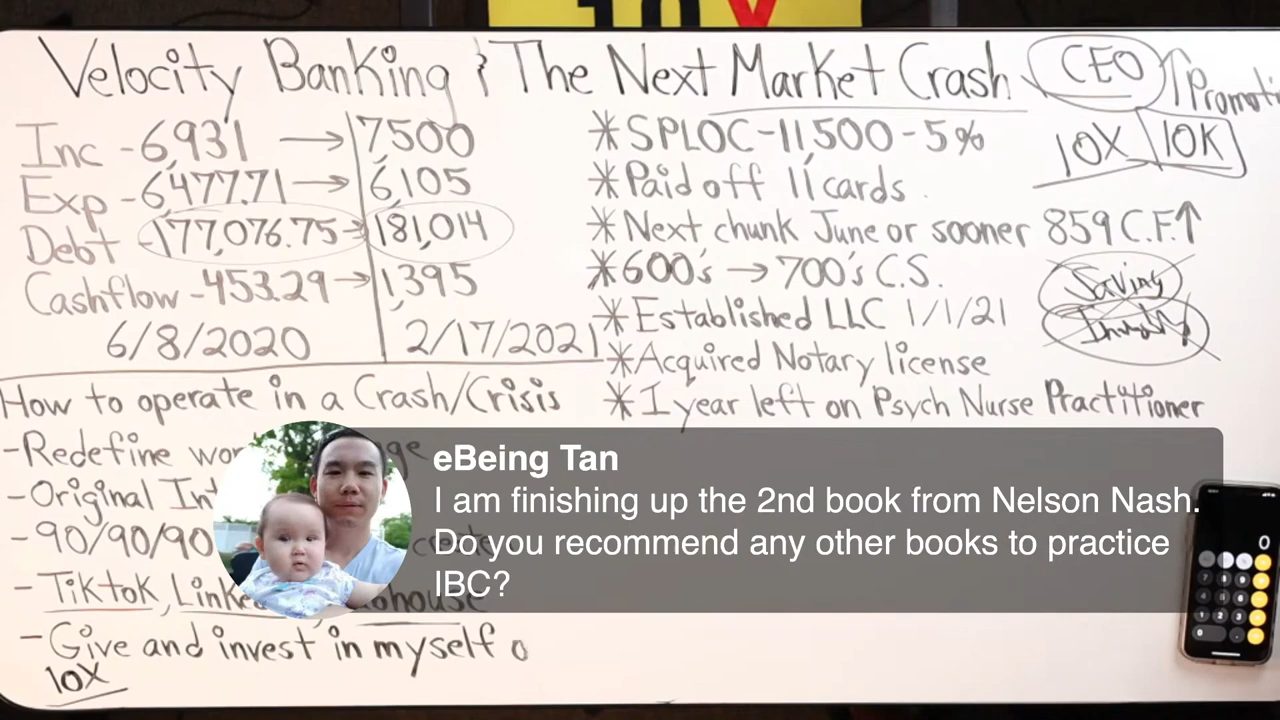 10X
Velocity Banking & The Next Market Crash
CEO
Promoti
Inc - 6,931 → 7500
Exp - 6,477.71 → 6,105
Debt -177,076.75 → 181,014
Cashflow - 453.29 → 1,395
6/8/2020 2/17/2021
* SPLOC - 11,500 - 5%
* Paid off 11 cards.
* Next chunk June or sooner
* 600's → 700's C.S.
* Established LLC 1/1/21
* Acquired Notary license
* 1 year left on Psych Nurse Practitioner
10X 10K
859 C.F.↑
Saving
How to operate in a Crash/Crisis
- Redefine
- Original
- 90/90/90
- TikTok,
- Give and invest in myself
10X
eBeing Tan
I am finishing up the 2nd book from Nelson Nash.
Do you recommend any other books to practice
IBC?
0